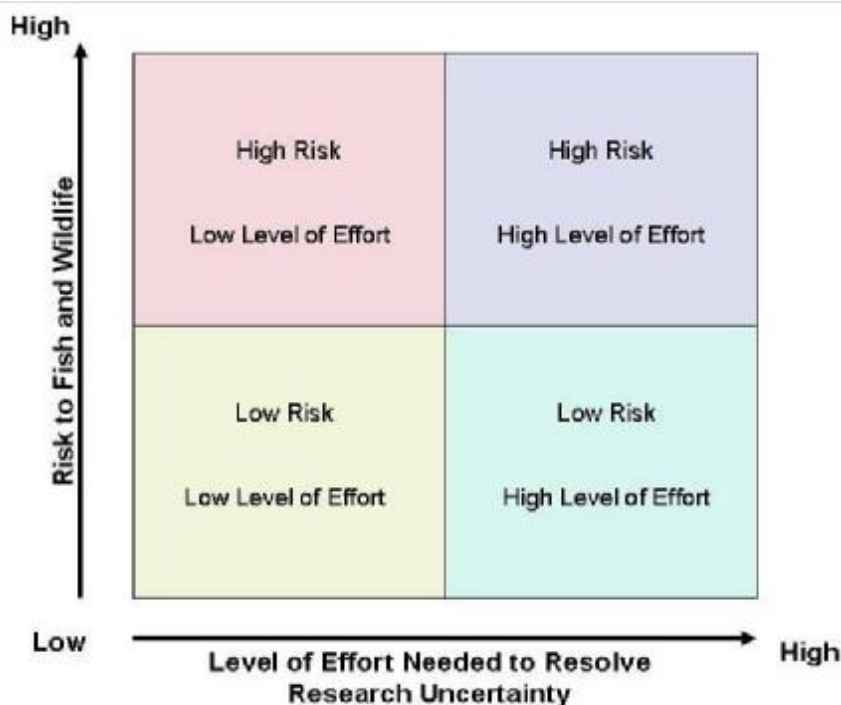 High
Risk to Fish and Wildlife
High Risk
Low Level of Effort
High Risk
High Level of Effort
Low Risk
Low Level of Effort
Low Risk
High Level of Effort
Low
Level of Effort Needed to Resolve
Research Uncertainty
High